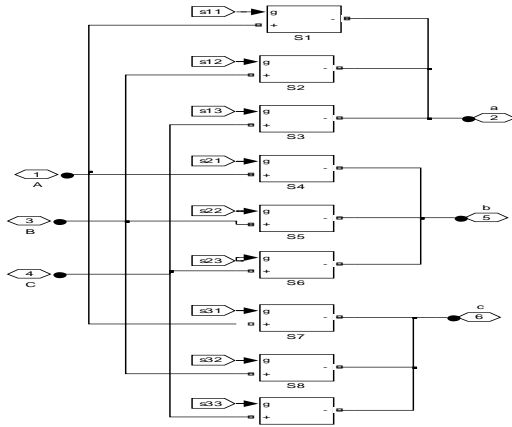 s11
g
+
-
S1
s12
g
+
-
S2
s13
g
+
-
S3
a
2
s21
g
+
-
S4
1
A
s22
g
+
-
S5
b
5
3
B
s23
g
+
-
S6
4
C
s31
g
+
-
S7
c
6
s32
g
+
-
S8
s33
g
+
-